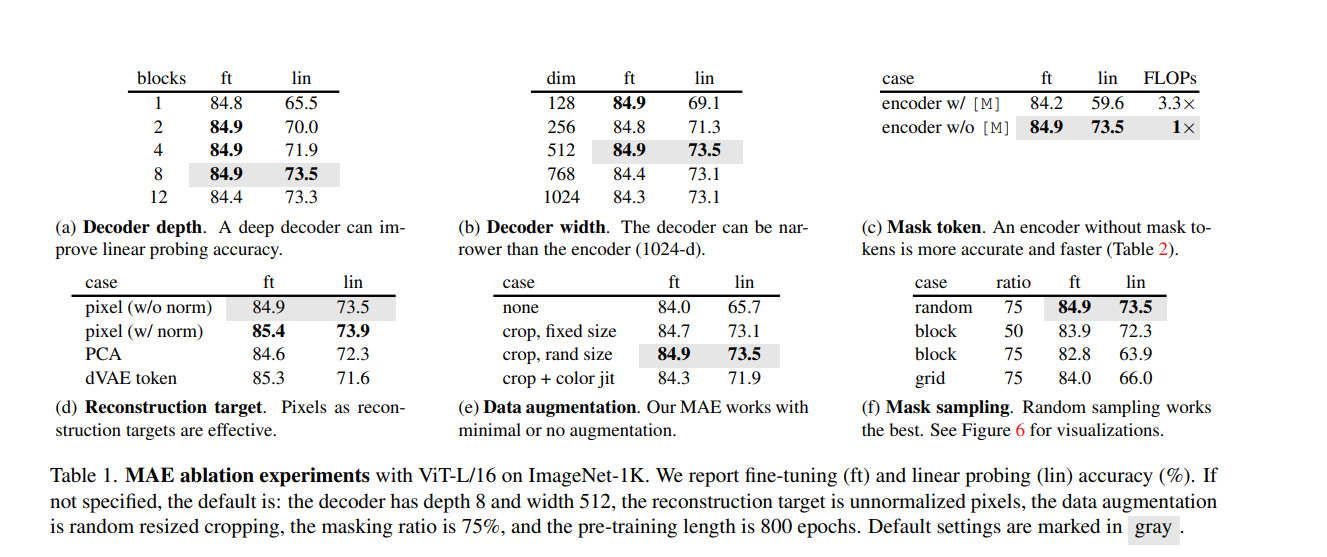 blocks ft lin
1 84.8 65.5
2 84.9 70.0
4 84.9 71.9
8 84.9 73.5
12 84.4 73.3
(a) Decoder depth. A deep decoder can im-
prove linear probing accuracy.
dim ft lin
128 84.9 69.1
256 84.8 71.3
512 84.9 73.5
768 84.4 73.1
1024 84.3 73.1
(b) Decoder width. The decoder can be nar-
rower than the encoder (1024-d).
case ft lin FLOPs
encoder w/ [M] 84.2 59.6 3.3×
encoder w/o [M] 84.9 73.5 1×
(c) Mask token. An encoder without mask to-
kens is more accurate and faster (Table 2).
case ft lin
pixel (w/o norm) 84.9 73.5
pixel (w/ norm) 85.4 73.9
PCA 84.6 72.3
dVAE token 85.3 71.6
(d) Reconstruction target. Pixels as recon-
struction targets are effective.
case ft lin
none 84.0 65.7
crop, fixed size 84.7 73.1
crop, rand size 84.9 73.5
crop + color jit 84.3 71.9
(e) Data augmentation. Our MAE works with
minimal or no augmentation.
case ratio ft lin
random 75 84.9 73.5
block 50 83.9 72.3
block 75 82.8 63.9
grid 75 84.0 66.0
(f) Mask sampling. Random sampling works
the best. See Figure 6 for visualizations.
Table 1. MAE ablation experiments with ViT-L/16 on ImageNet-1K. We report fine-tuning (ft) and linear probing (lin) accuracy (%). If
not specified, the default is: the decoder has depth 8 and width 512, the reconstruction target is unnormalized pixels, the data augmentation
is random resized cropping, the masking ratio is 75%, and the pre-training length is 800 epochs. Default settings are marked in gray.